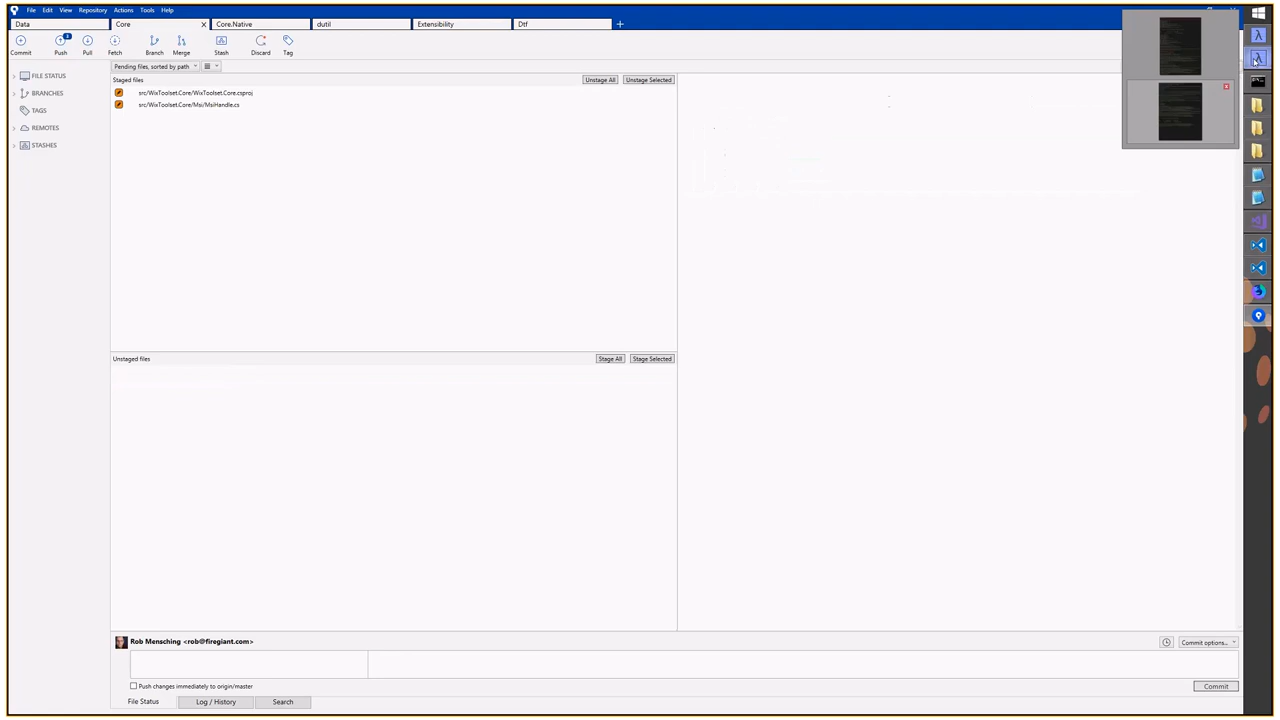 File Edit View Repository Actions Tools Help
Data Core Core.Native dutil Extensibility Dtf
Commit Push Pull Fetch Branch Merge Stash Discard Tag
Pending files, sorted by path
FILE STATUS
BRANCHES
TAGS
REMOTES
STASHES
Staged files Unstage All Unstage Selected
src/WixToolset.Core/WixToolset.Core.csproj
src/WixToolset.Core/Msi/MsiHandle.cs
Unstaged files Stage All Stage Selected
Rob Mensching <rob@firegiant.com> Commit options...
Push changes immediately to origin/master Commit
File Status Log / History Search